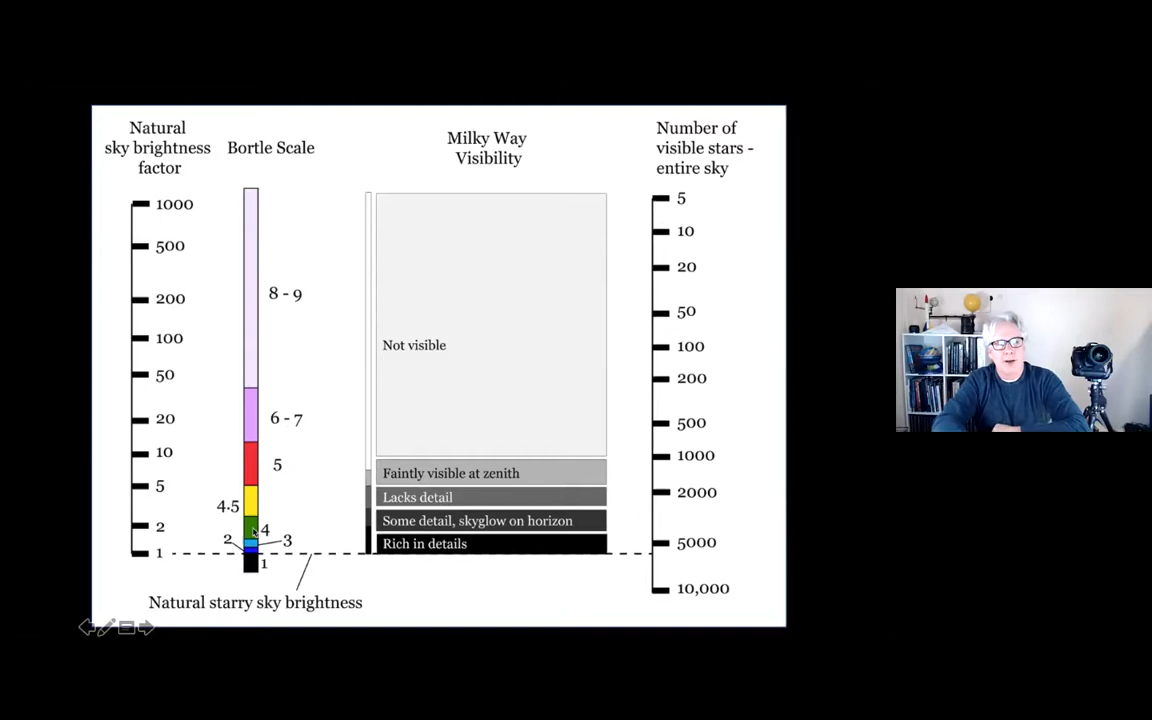 Natural
sky brightness
factor
Bortle Scale
Milky Way
Visibility
Number of
visible stars -
entire sky
1000
500
200
100
50
20
10
5
2
1
8 - 9
6 - 7
5
4.5
4
2
3
1
Not visible
Faintly visible at zenith
Lacks detail
Some detail, skyglow on horizon
Rich in details
5
10
20
50
100
200
500
1000
2000
5000
10,000
Natural starry sky brightness